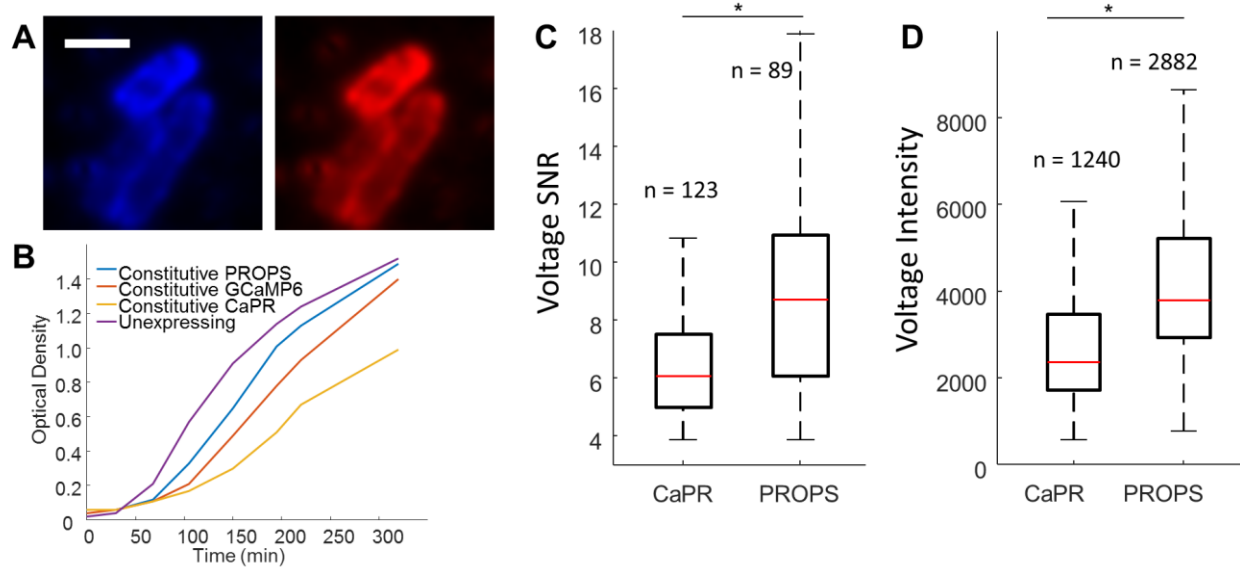 A
B
1.4
1.2
1.0
0.8
0.6
0.4
0.2
0
Optical Density
Constitutive PROPS
Constitutive GCaMP6
Constitutive CaPR
Unexpressing
0 50 100 150 200 250 300
Time (min)
C
*
18
16
14
12
10
8
6
4
Voltage SNR
n = 89
n = 123
CaPR PROPS
D
*
8000
6000
4000
2000
0
Voltage Intensity
n = 2882
n = 1240
CaPR PROPS